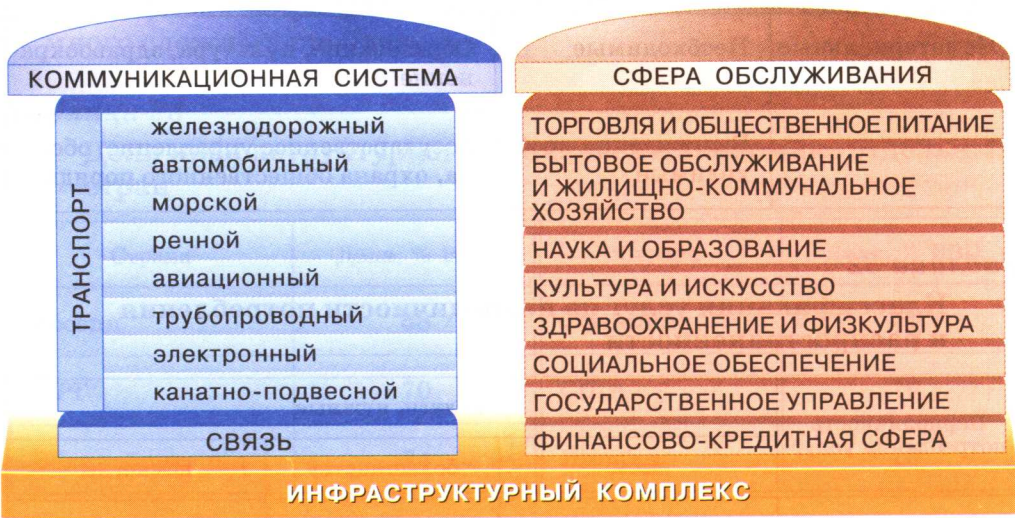 КОММУНИКАЦИОННАЯ СИСТЕМА
ТРАНСПОРТ
железнодорожный
автомобильный
морской
речной
авиационный
трубопроводный
электронный
канатно-подвесной
СВЯЗЬ
СФЕРА ОБСЛУЖИВАНИЯ
ТОРГОВЛЯ И ОБЩЕСТВЕННОЕ ПИТАНИЕ
БЫТОВОЕ ОБСЛУЖИВАНИЕ
И ЖИЛИЩНО-КОММУНАЛЬНОЕ
ХОЗЯЙСТВО
НАУКА И ОБРАЗОВАНИЕ
КУЛЬТУРА И ИСКУССТВО
ЗДРАВООХРАНЕНИЕ И ФИЗКУЛЬТУРА
СОЦИАЛЬНОЕ ОБЕСПЕЧЕНИЕ
ГОСУДАРСТВЕННОЕ УПРАВЛЕНИЕ
ФИНАНСОВО-КРЕДИТНАЯ СФЕРА
ИНФРАСТРУКТУРНЫЙ КОМПЛЕКС